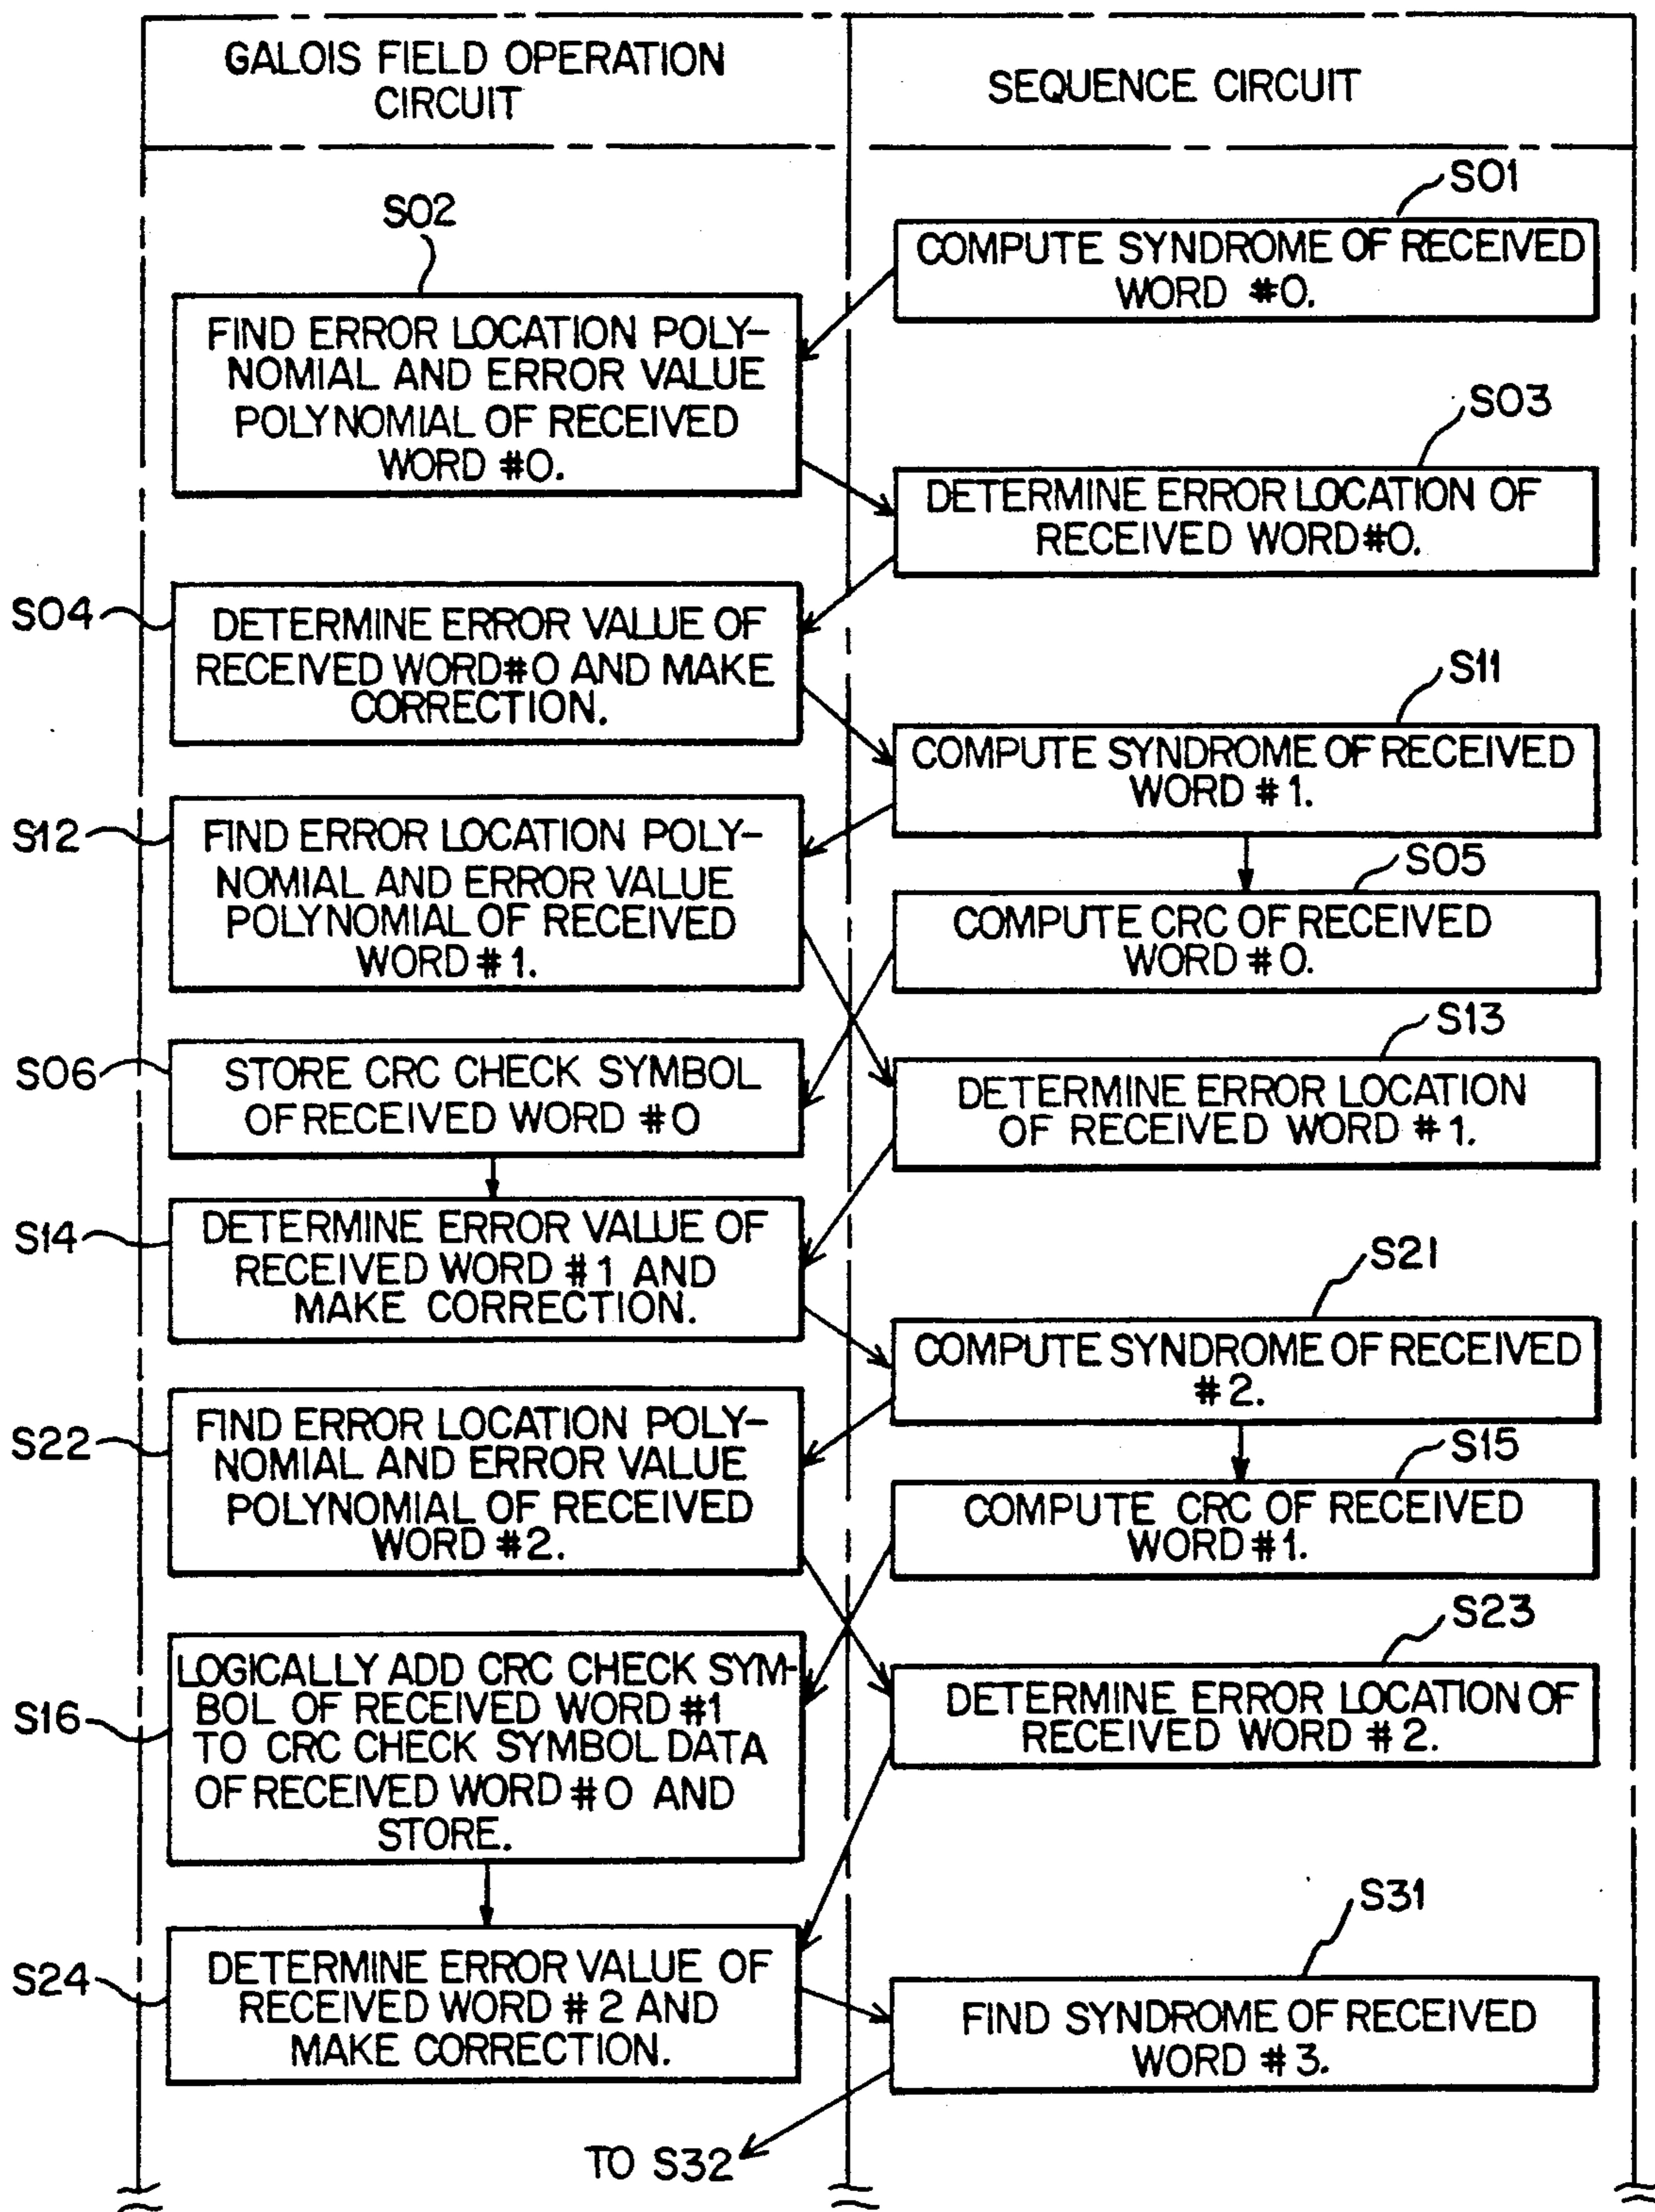 GALOIS FIELD OPERATION
CIRCUIT
SEQUENCE CIRCUIT
S01
COMPUTE SYNDROME OF RECEIVED
WORD #0.
S02
FIND ERROR LOCATION POLY-
NOMIAL AND ERROR VALUE
POLYNOMIAL OF RECEIVED
WORD #0.
S03
DETERMINE ERROR LOCATION OF
RECEIVED WORD#0.
S04
DETERMINE ERROR VALUE OF
RECEIVED WORD#0 AND MAKE
CORRECTION.
S11
COMPUTE SYNDROME OF RECEIVED
WORD #1.
S12
FIND ERROR LOCATION POLY-
NOMIAL AND ERROR VALUE
POLYNOMIAL OF RECEIVED
WORD #1.
S05
COMPUTE CRC OF RECEIVED
WORD #0.
S06
STORE CRC CHECK SYMBOL
OF RECEIVED WORD #0
S13
DETERMINE ERROR LOCATION
OF RECEIVED WORD #1.
S14
DETERMINE ERROR VALUE OF
RECEIVED WORD #1 AND
MAKE CORRECTION.
S21
COMPUTE SYNDROME OF RECEIVED
#2.
S22
FIND ERROR LOCATION POLY-
NOMIAL AND ERROR VALUE
POLYNOMIAL OF RECEIVED
WORD #2.
S15
COMPUTE CRC OF RECEIVED
WORD #1.
S16
LOGICALLY ADD CRC CHECK SYM-
BOL OF RECEIVED WORD #1
TO CRC CHECK SYMBOL DATA
OF RECEIVED WORD #0 AND
STORE.
S23
DETERMINE ERROR LOCATION OF
RECEIVED WORD #2.
S24
DETERMINE ERROR VALUE OF
RECEIVED WORD #2 AND
MAKE CORRECTION.
S31
FIND SYNDROME OF RECEIVED
WORD #3.
TO S32